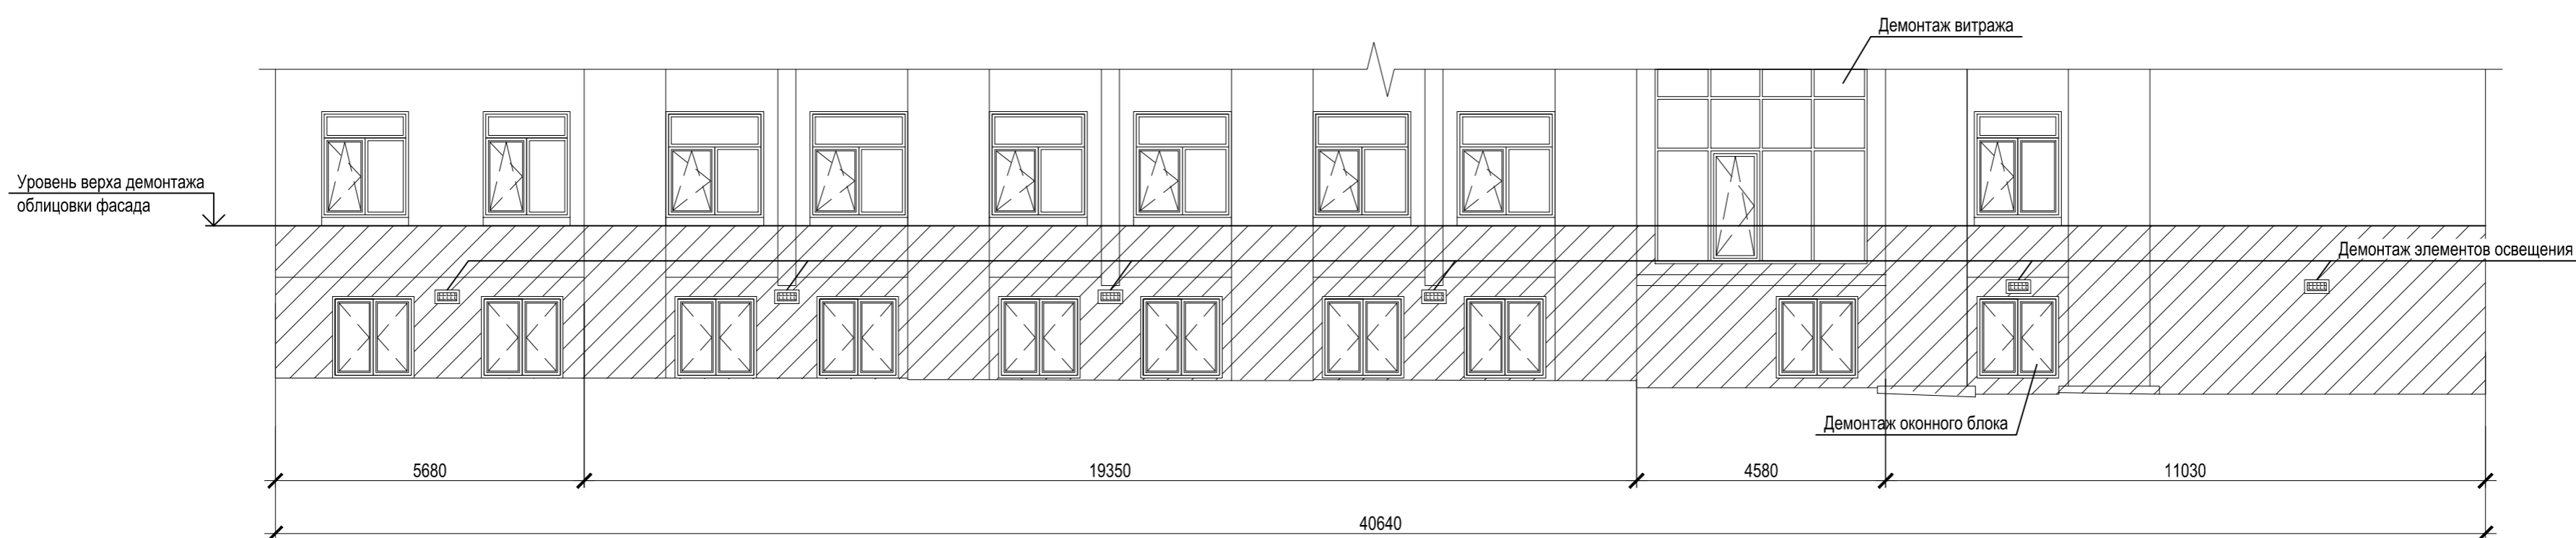 Демонтаж витража
Уровень верха демонтажа
облицовки фасада
Демонтаж элементов освещения
Демонтаж оконного блока
5680
19350
4580
11030
40640